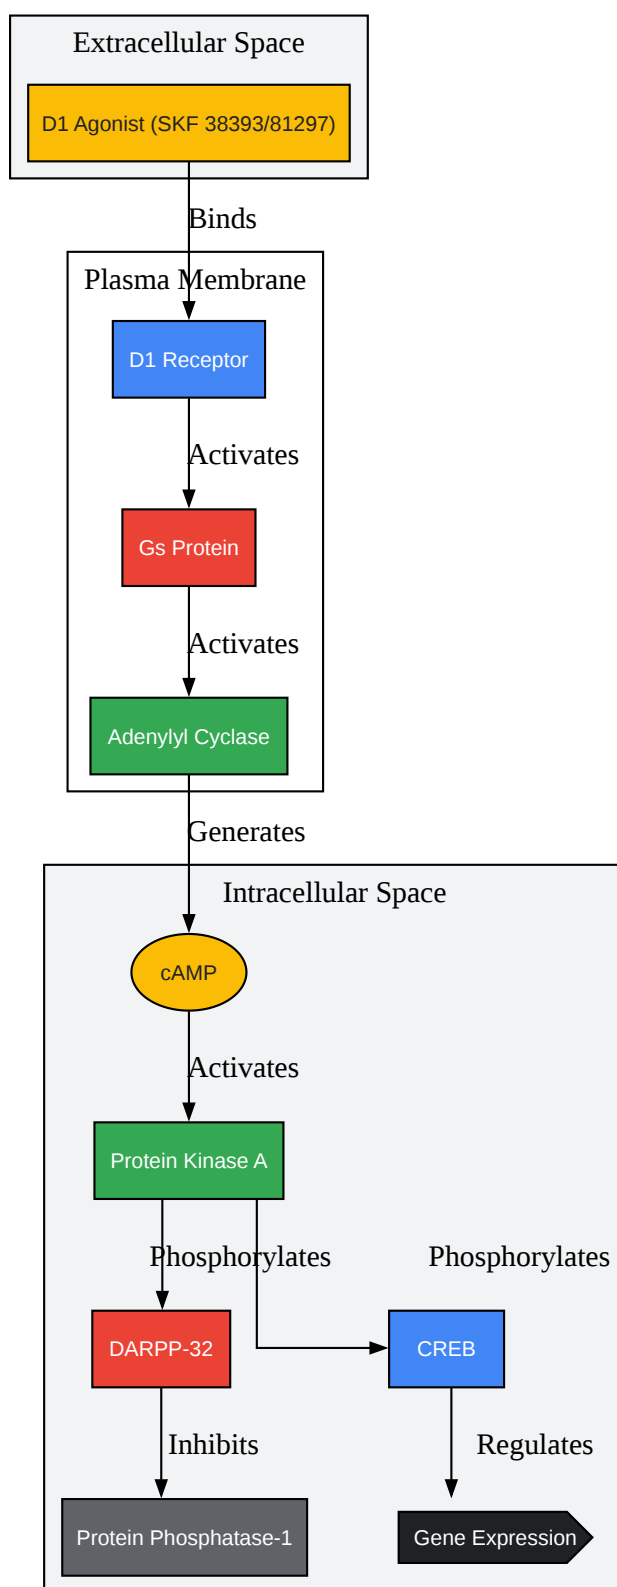 Extracellular Space
D1 Agonist (SKF 38393/81297)
Binds
Plasma Membrane
D1 Receptor
Activates
Gs Protein
Activates
Adenylyl Cyclase
Generates
Intracellular Space
cAMP
Activates
Protein Kinase A
Phosphorylates
Phosphorylates
DARPP-32
CREB
Inhibits
Regulates
Protein Phosphatase-1
Gene Expression